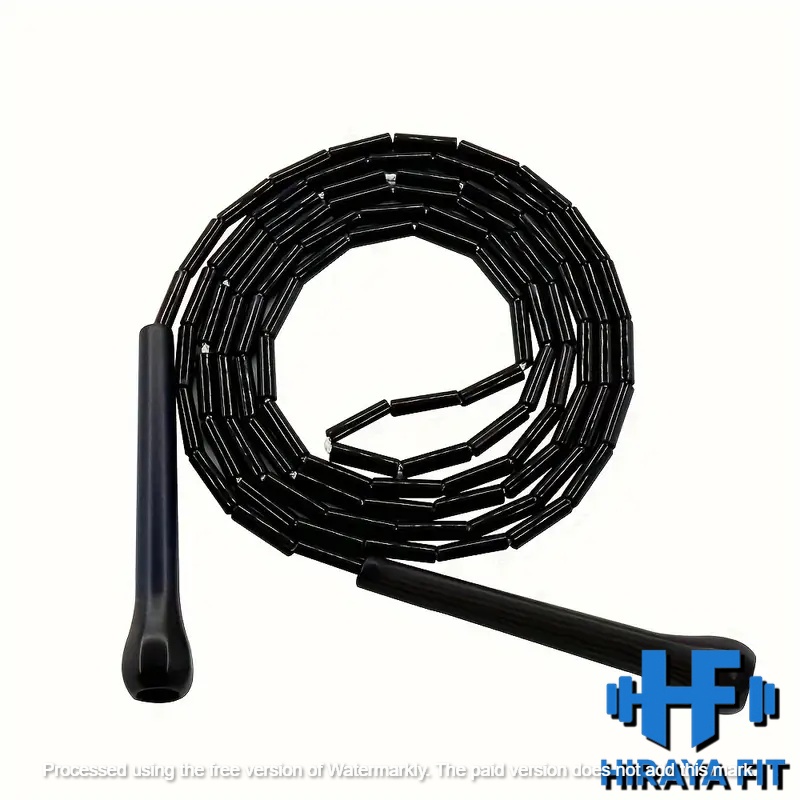 HF
Processed using the free version of Watermarkly. The paid version does not add this mark.
HIRAYA FIT